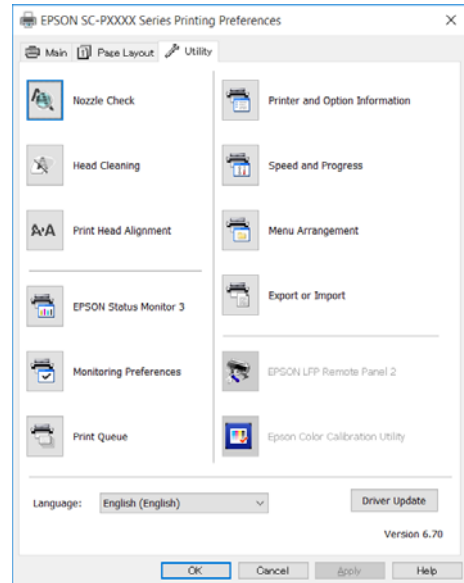 EPSON SC-PXXXX Series Printing Preferences
Main
Page Layout
Utility
Nozzle Check
Printer and Option Information
Head Cleaning
Speed and Progress
A·A
Print Head Alignment
Menu Arrangement
Export or Import
EPSON Status Monitor 3
Monitoring Preferences
EPSON LFP Remote Panel 2
Print Queue
Epson Color Calibration Utility
Language:
English (English)
Driver Update
Version 6.70
OK
Cancel
Apply
Help